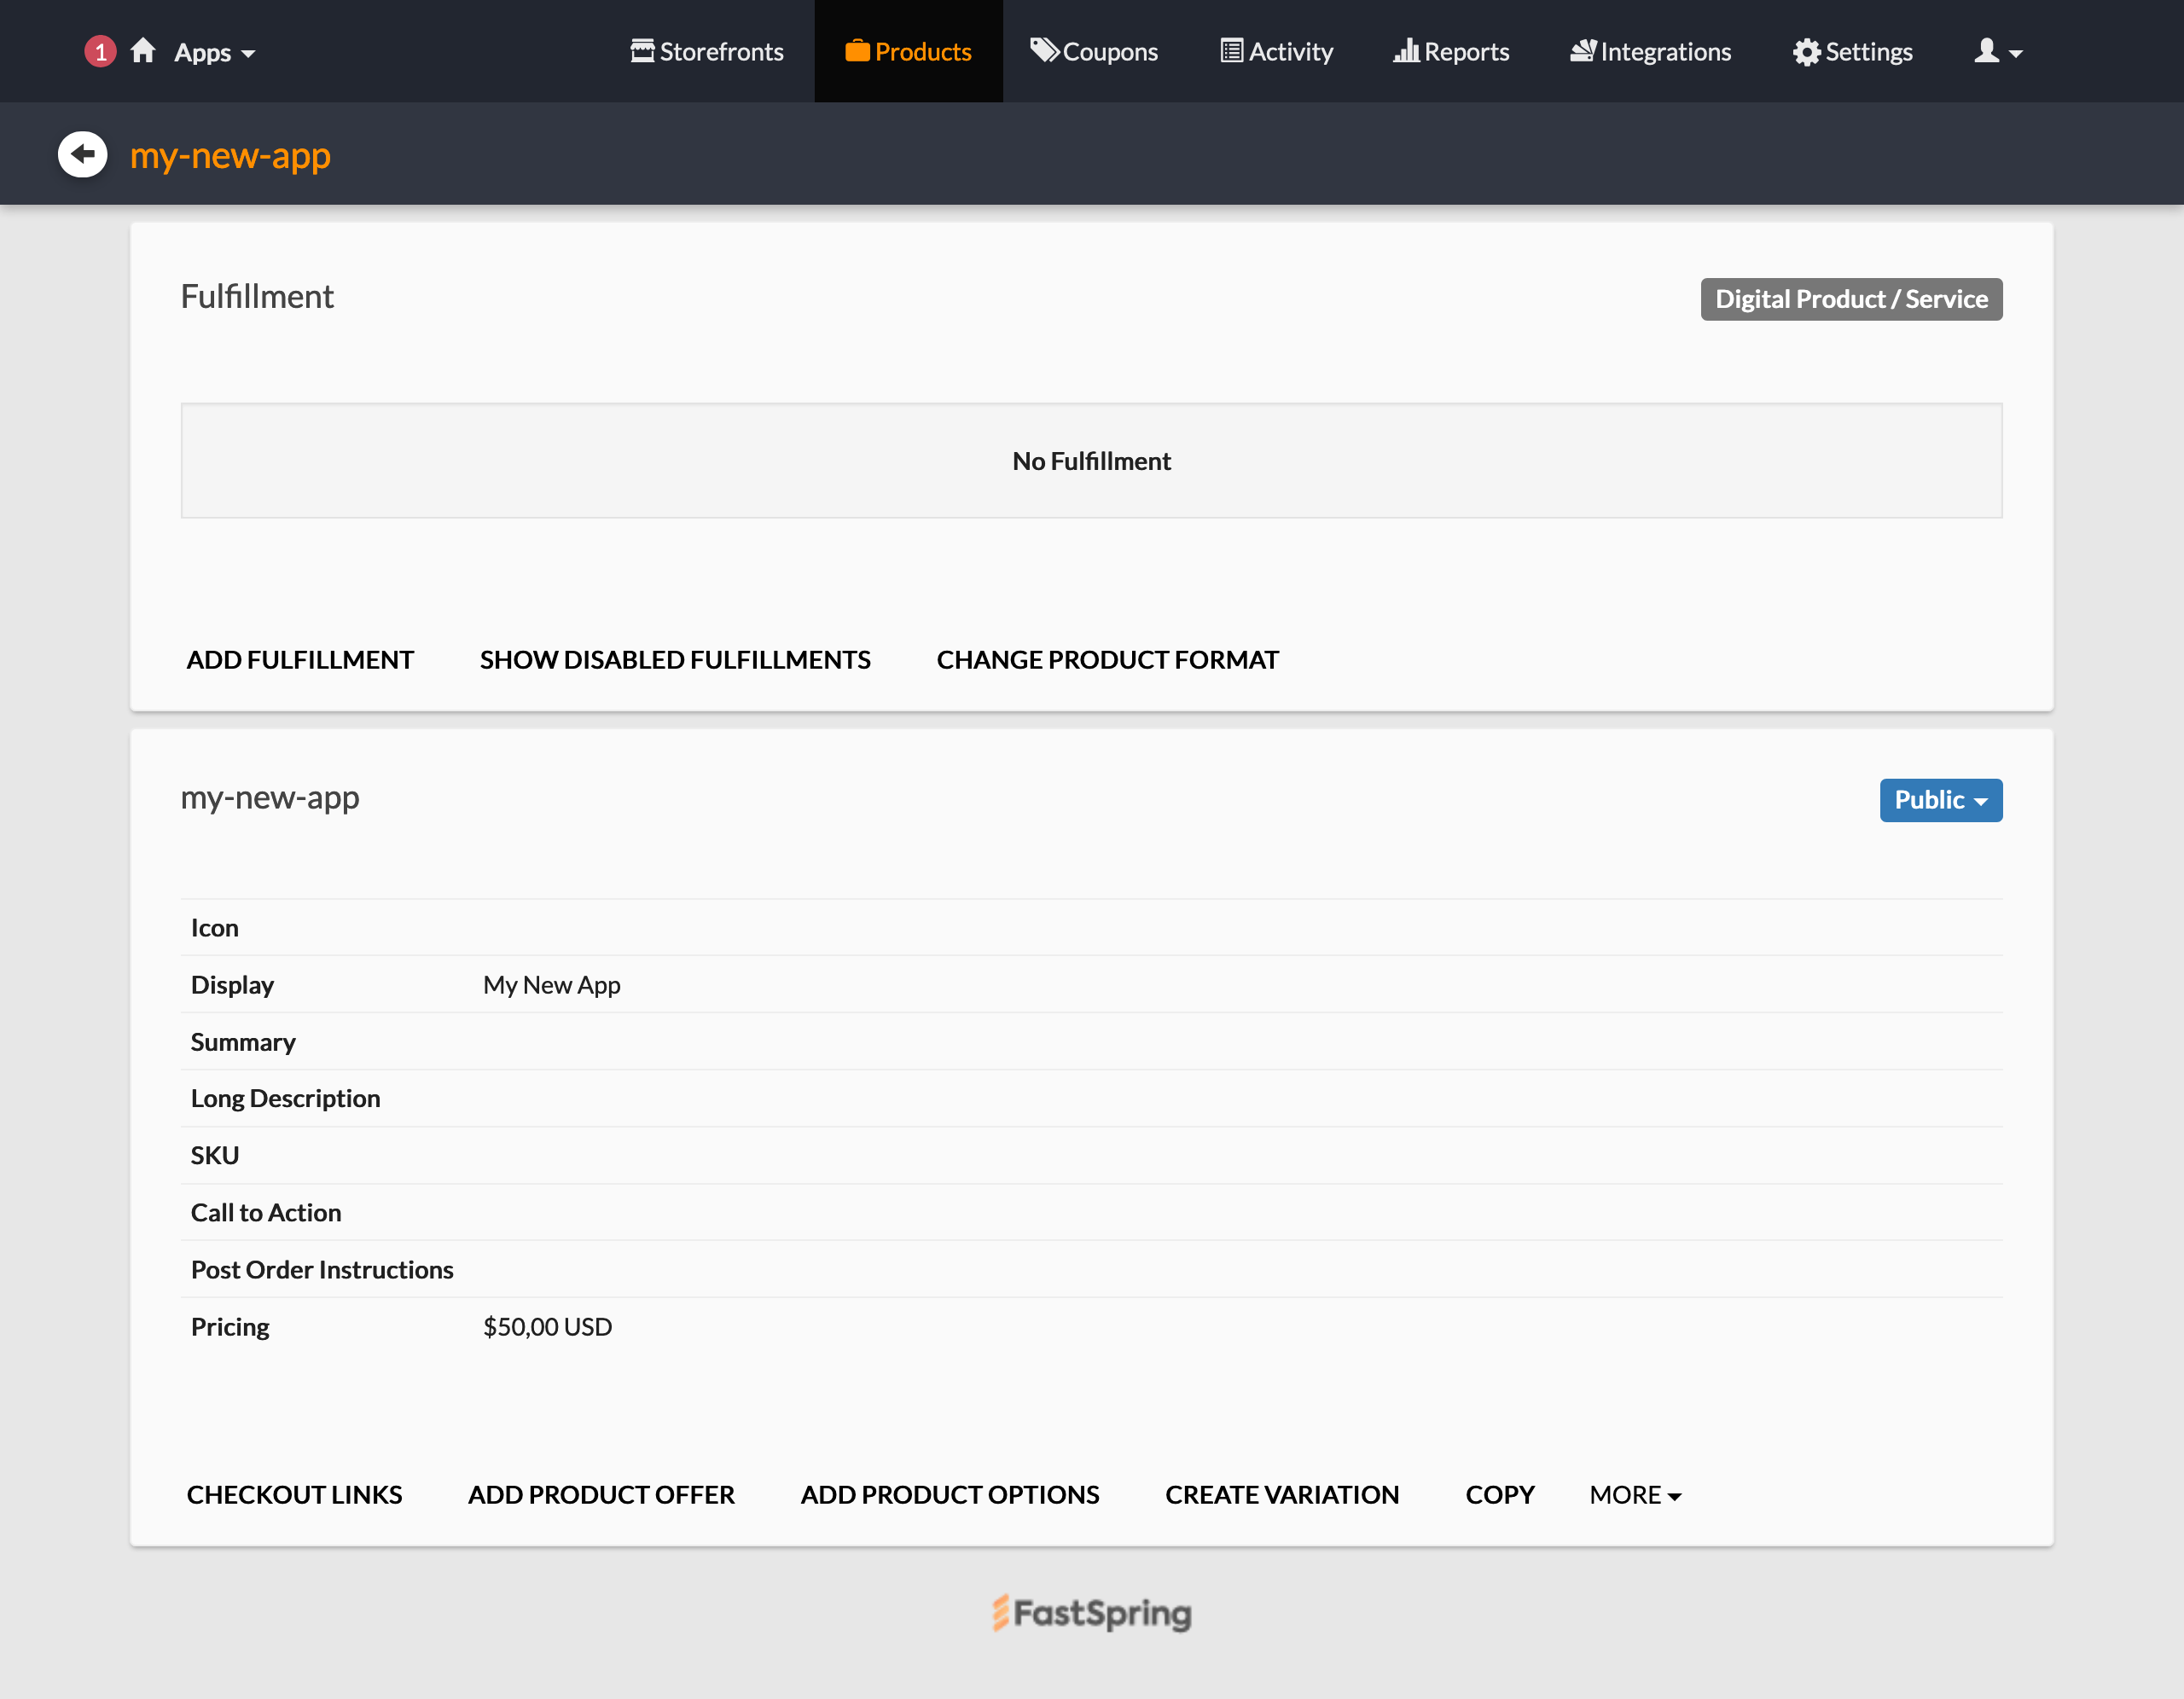 1 Apps Storefronts Products Coupons Activity Reports Integrations Settings
my-new-app
Fulfillment Digital Product / Service
No Fulfillment
ADD FULFILLMENT SHOW DISABLED FULFILLMENTS CHANGE PRODUCT FORMAT
my-new-app Public
Icon
Display My New App
Summary
Long Description
SKU
Call to Action
Post Order Instructions
Pricing $50,00 USD
CHECKOUT LINKS ADD PRODUCT OFFER ADD PRODUCT OPTIONS CREATE VARIATION COPY MORE
FastSpring